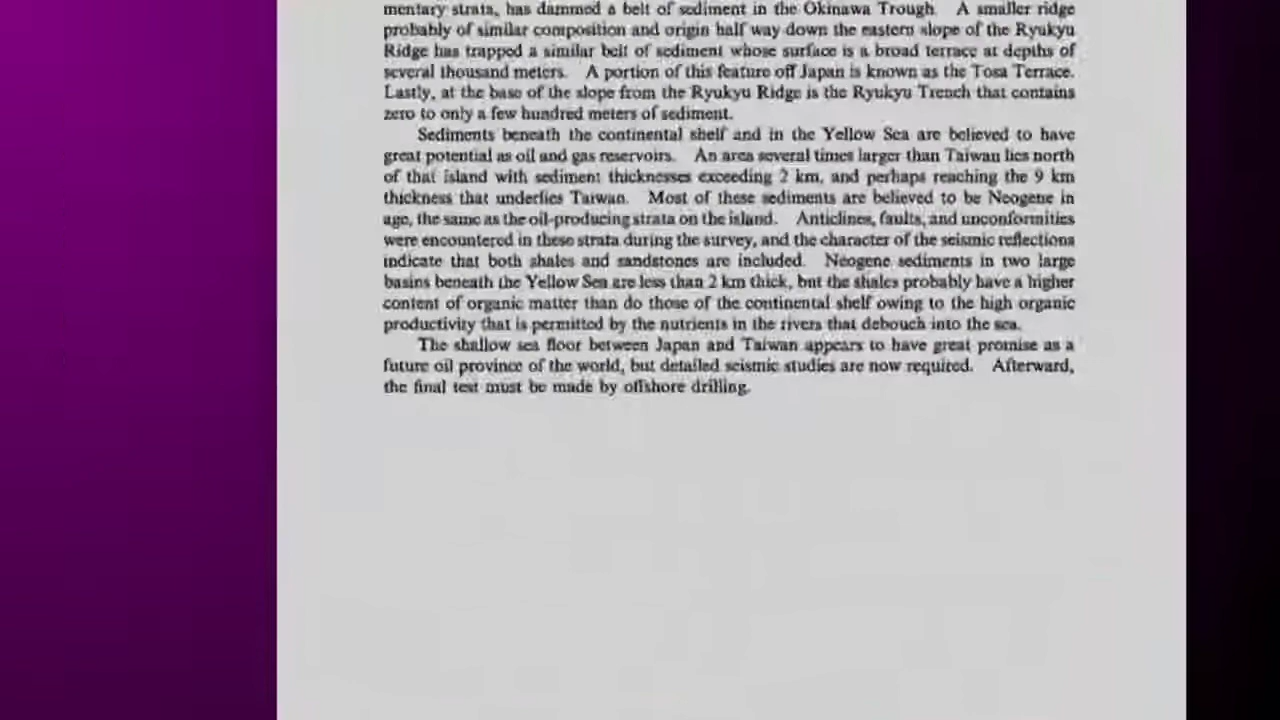 mentary strata, has dammed a belt of sediment in the Okinawa Trough. A smaller ridge
probably of similar composition and origin half way down the eastern slope of the Ryukyu
Ridge has trapped a similar belt of sediment whose surface is a broad terrace at depths of
several thousand meters. A portion of this feature off Japan is known as the Tosa Terrace.
Lastly, at the base of the slope from the Ryukyu Ridge is the Ryukyu Trench that contains
zero to only a few hundred meters of sediment.
Sediments beneath the continental shelf and in the Yellow Sea are believed to have
great potential as oil and gas reservoirs. An area several times larger than Taiwan lies north
of that island with sediment thicknesses exceeding 2 km, and perhaps reaching the 9 km
thickness that underlies Taiwan. Most of these sediments are believed to be Neogene in
age, the same as the oil-producing strata on the island. Anticlines, faults, and unconformities
were encountered in these strata during the survey, and the character of the seismic reflections
indicate that both shales and sandstones are included. Neogene sediments in two large
basins beneath the Yellow Sea are less than 2 km thick, but the shales probably have a higher
content of organic matter than do those of the continental shelf owing to the high organic
productivity that is permitted by the nutrients in the rivers that debouch into the sea.
The shallow sea floor between Japan and Taiwan appears to have great promise as a
future oil province of the world, but detailed seismic studies are now required. Afterward,
the final test must be made by offshore drilling.